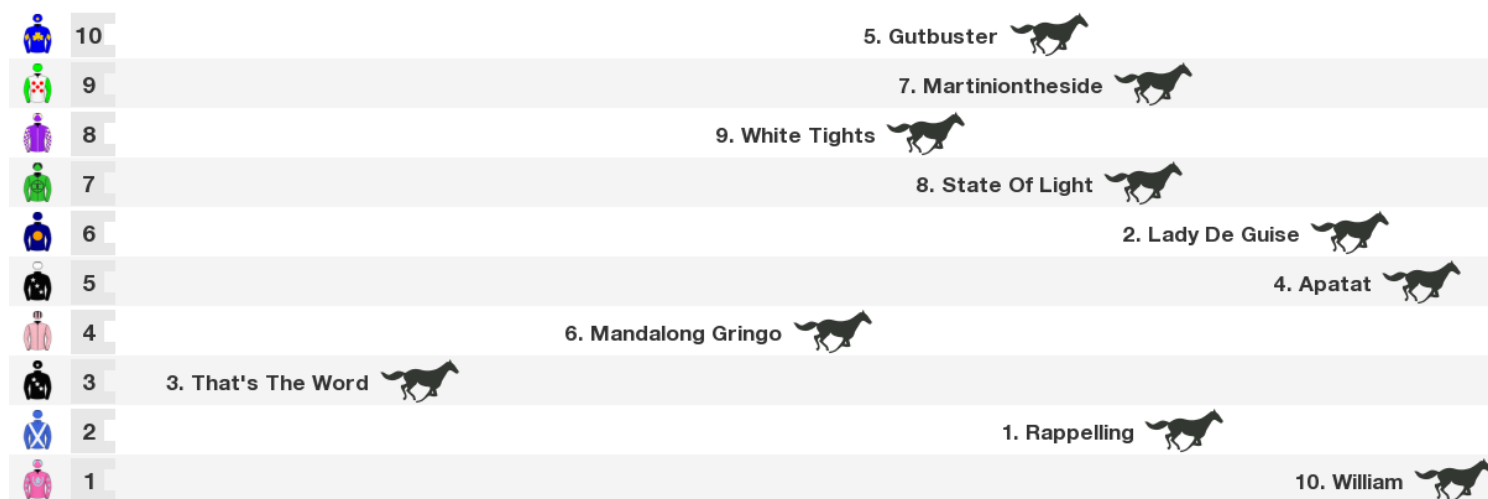 10 5. Gutbuster
9 7. Martiniontheside
8 9. White Tights
7 8. State Of Light
6 2. Lady De Guise
5 4. Apatat
4 6. Mandalong Gringo
3 3. That's The Word
2 1. Rappelling
1 10. William